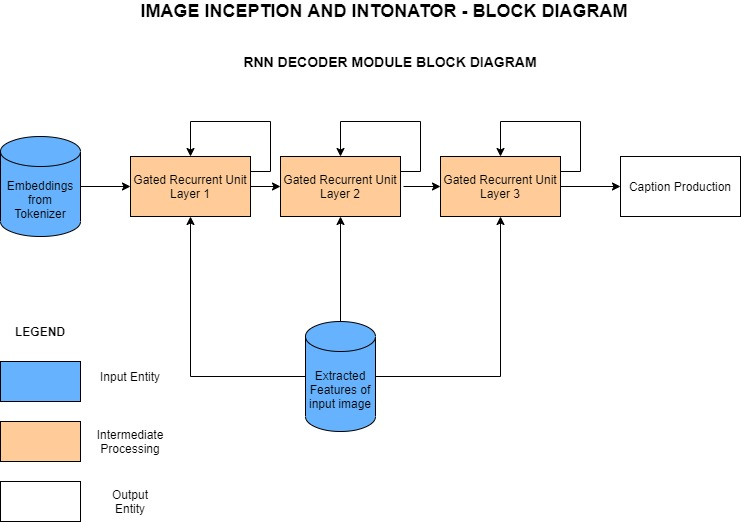 IMAGE INCEPTION AND INTONATOR - BLOCK DIAGRAM
RNN DECODER MODULE BLOCK DIAGRAM
Embeddings
from
Tokenizer
Gated Recurrent Unit
Layer 1
Gated Recurrent Unit
Layer 2
Gated Recurrent Unit
Layer 3
Caption Production
Extracted
Features of
input image
LEGEND
Input Entity
Intermediate
Processing
Output
Entity